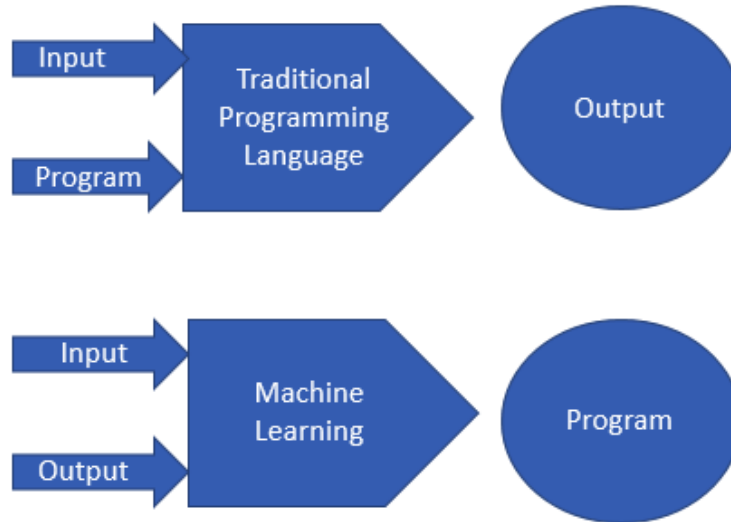 Input
Traditional
Programming
Language
Output
Program
Input
Machine
Learning
Program
Output